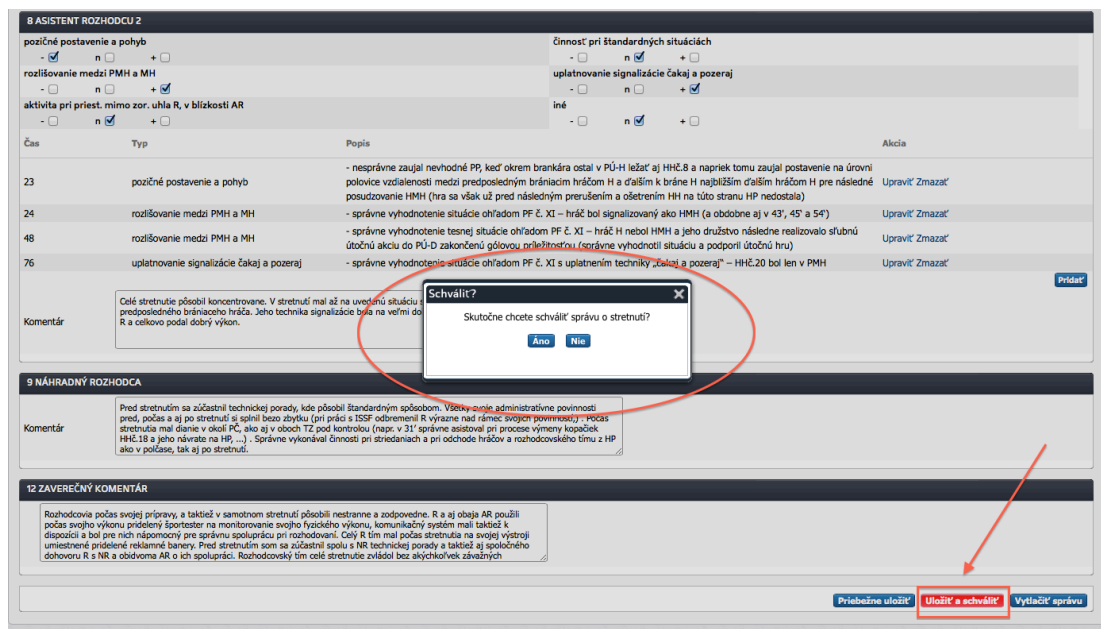 8 ASISTENT ROZHODCU 2
pozičné postavenie a pohyb
činnosť pri štandardných situáciách
- n +
- n +
rozlišovanie medzi PMH a MH
uplatnovanie signalizácie čakaj a pozeraj
- n +
- n +
aktivita pri priest. mimo zor. uhla R, v blízkosti AR
iné
- n +
- n +
Čas Typ Popis Akcia
- nesprávne zaujal nevhodné PP, keď okrem brankára ostal v PÚ-H ležať aj HHč.8 a napriek tomu zaujal postavenie na úrovni
23 pozičné postavenie a pohyb polovice vzdialenosti medzi predposledným brániacim hráčom H a ďalším k bráne H najbližším ďalším hráčom H pre následné Upraviť Zmazať
posudzovanie HMH (hra sa však už pred následným prerušením a ošetrením HH na túto stranu HP nedostala)
24 rozlišovanie medzi PMH a MH - správne vyhodnotenie situácie ohľadom PF č. XI – hráč bol signalizovaný ako HMH (a obdobne aj v 43', 45' a 54') Upraviť Zmazať
- správne vyhodnotenie tesnej situácie ohľadom PF č. XI – hráč H nebol HMH a jeho družstvo následne realizovalo sľubnú
48 rozlišovanie medzi PMH a MH útočnú akciu do PÚ-D zakončenú gólovou príležitosťou (správne vyhodnotil situáciu a podporil útočnú hru) Upraviť Zmazať
76 uplatnovanie signalizácie čakaj a pozeraj - správne vyhodnotenie situácie ohľadom PF č. XI s uplatnením techniky „čakaj a pozeraj“ – HHč.20 bol len v PMH Upraviť Zmazať
Pridať
Komentár
Celé stretnutie pôsobil koncentrovane. V stretnutí mal až na uvedenú situáciu
predposledného brániaceho hráča. Jeho technika signalizácie bola na veľmi
R a celkovo podal dobrý výkon.
Schváliť?
Skutočne chcete schváliť správu o stretnutí?
Áno Nie
9 NÁHRADNÝ ROZHODCA
Komentár
Pred stretnutím sa zúčastnil technickej porady, kde pôsobil štandardným spôsobom. Všetky svoje administratívne povinnosti
pred, počas a aj po stretnutí si splnil bezo zbytku (pri práci s ISSF odbremenil R výrazne nad rámec svojich povinností,) . Počas
stretnutia mal dianie v okolí PČ, ako aj v oboch TZ pod kontrolou (napr. v 31' správne asistoval pri procese výmeny kopačiek
HHč.18 a jeho návrate na HP, ...) . Správne vykonával činnosti pri striedaniach a pri odchode hráčov a rozhodcovského tímu z HP
ako v polčase, tak aj po stretnutí.
12 ZAVEREČNÝ KOMENTÁR
Rozhodcovia počas svojej prípravy, a taktiež v samotnom stretnutí pôsobili nestranne a zodpovedne. R a aj obaja AR použili
počas svojho výkonu pridelený športester na monitorovanie svojho fyzického výkonu, komunikačný systém mali taktiež k
dispozícii a bol pre nich nápomocný pre správnu spoluprácu pri rozhodovaní. Celý R tím mal počas stretnutia na svojej výstroji
umiestnené pridelené reklamné banery. Pred stretnutím som sa zúčastnil spolu s NR technickej porady a taktiež aj spoločného
dohovoru R s NR a obidvoma AR o ich spolupráci. Rozhodcovský tím celé stretnutie zvládol bez akýchkoľvek závažných
Priebežne uložiť Uložiť a schváliť Vytlačiť správu